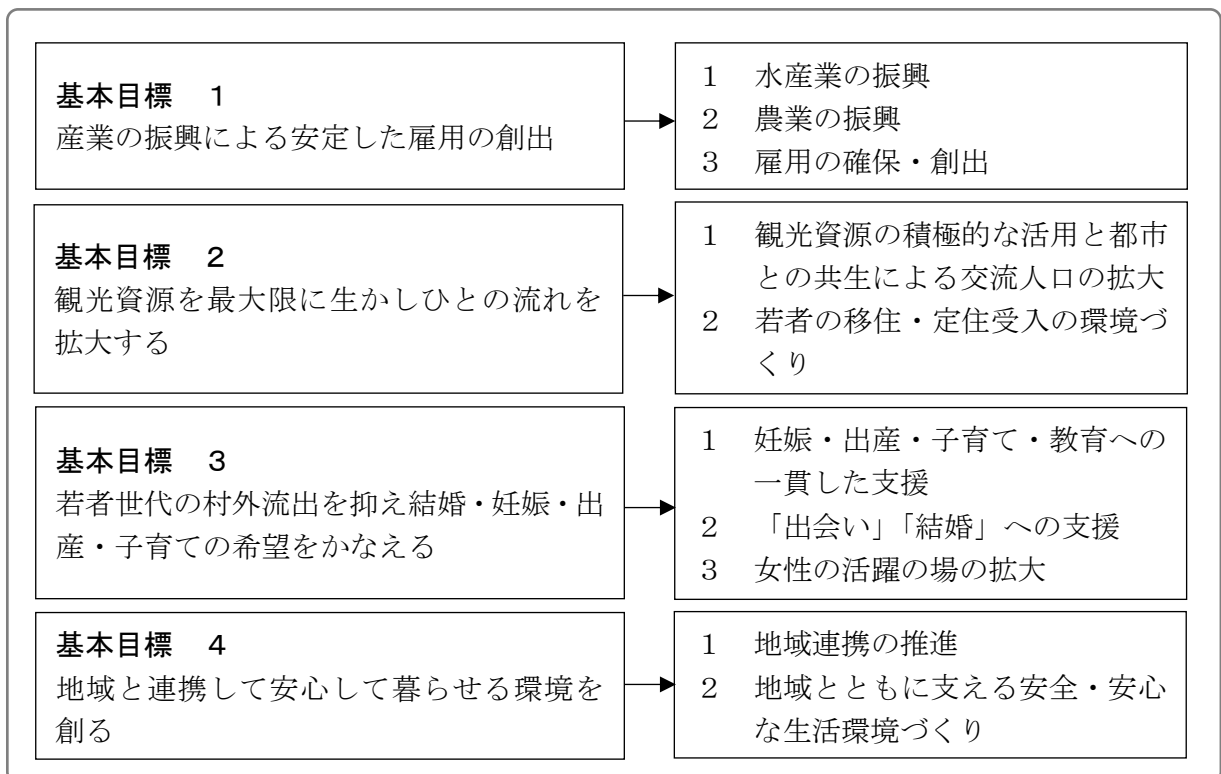 基本目標　１
産業の振興による安定した雇用の創出
１　水産業の振興
２　農業の振興
３　雇用の確保・創出
基本目標　２
観光資源を最大限に生かしひとの流れを
拡大する
１　観光資源の積極的な活用と都市
との共生による交流人口の拡大
２　若者の移住・定住受入の環境づ
くり
基本目標　３
若者世代の村外流出を抑え結婚・妊娠・出
産・子育ての希望をかなえる
１　妊娠・出産・子育て・教育への
一貫した支援
２　「出会い」「結婚」への支援
３　女性の活躍の場の拡大
基本目標　４
地域と連携して安心して暮らせる環境を
創る
１　地域連携の推進
２　地域とともに支える安全・安心
な生活環境づくり